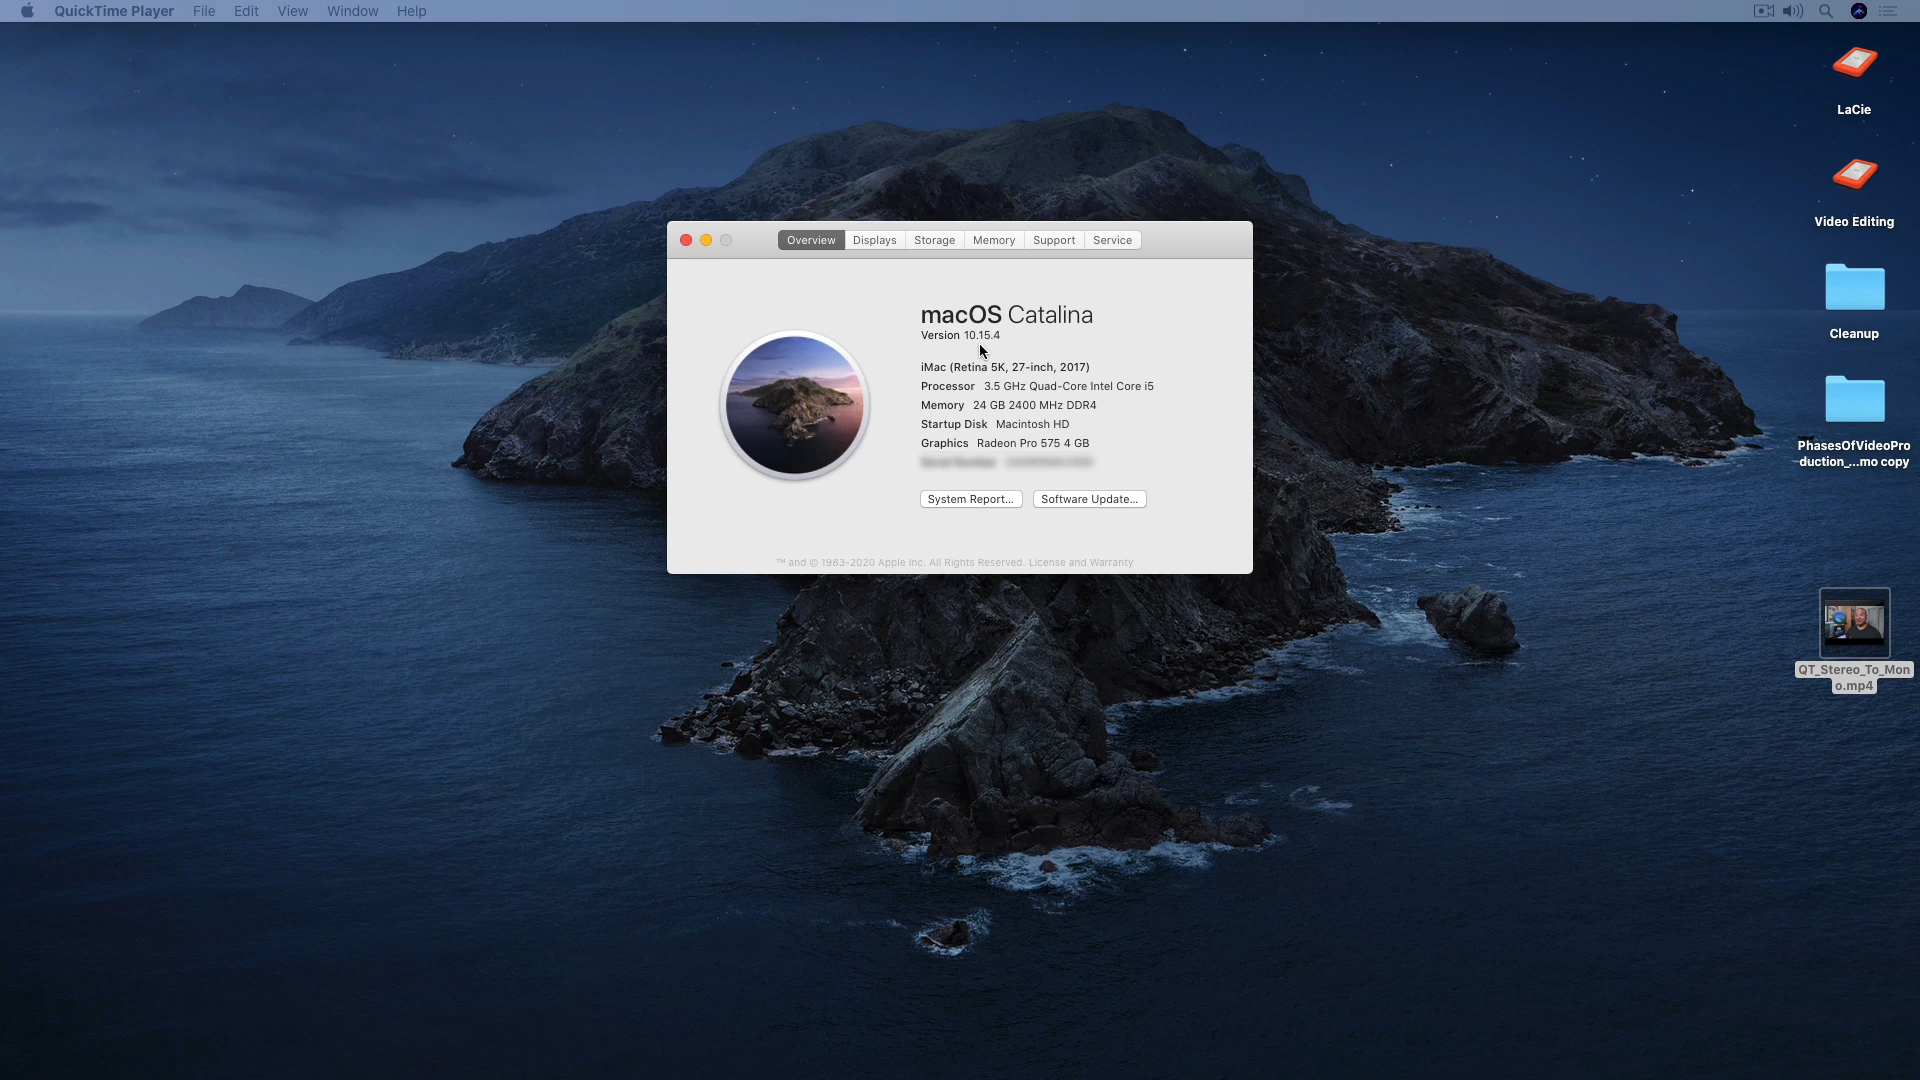 QuickTime Player File Edit View Window Help
LaCie
Video Editing
Cleanup
PhasesOfVideoPro
duction_...mo copy
QT_Stereo_To_Mon
o.mp4
Overview Displays Storage Memory Support Service
macOS Catalina
Version 10.15.4
iMac (Retina 5K, 27-inch, 2017)
Processor 3.5 GHz Quad-Core Intel Core i5
Memory 24 GB 2400 MHz DDR4
Startup Disk Macintosh HD
Graphics Radeon Pro 575 4 GB
System Report... Software Update...
™ and © 1983-2020 Apple Inc. All Rights Reserved. License and Warranty